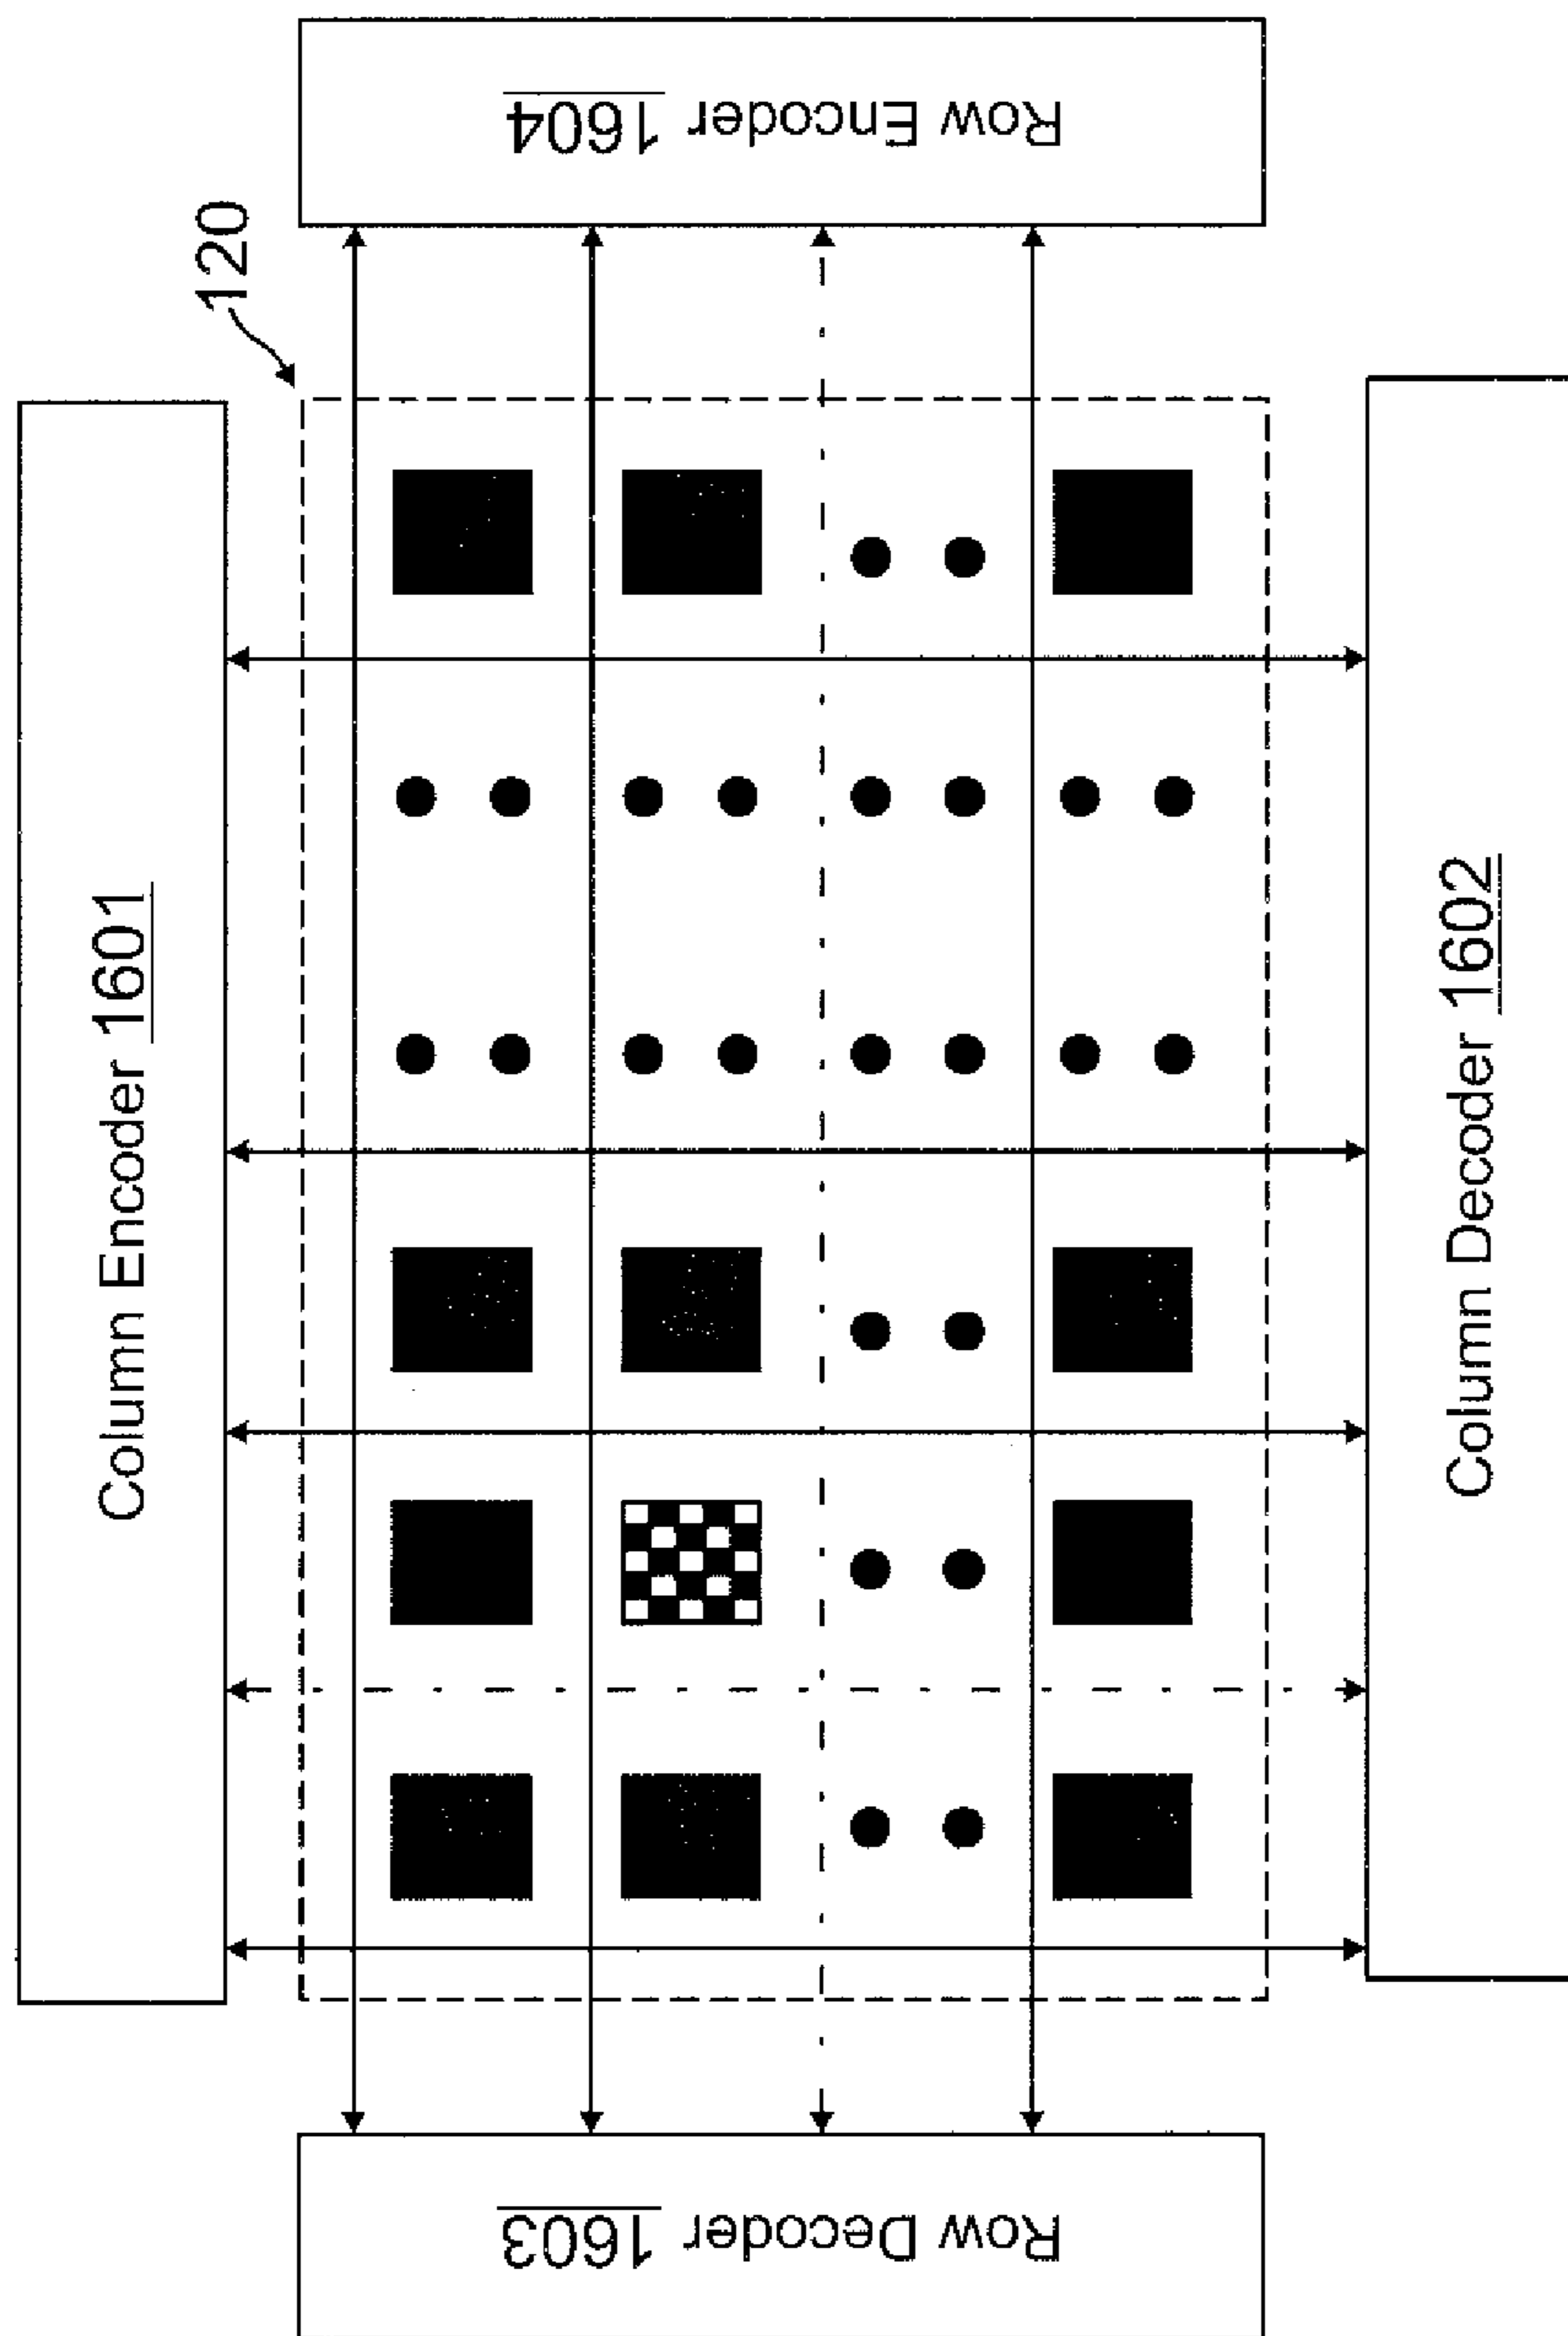 Column Encoder 1601
120
Row Decoder 1603
Row Encoder 1604
Column Decoder 1602